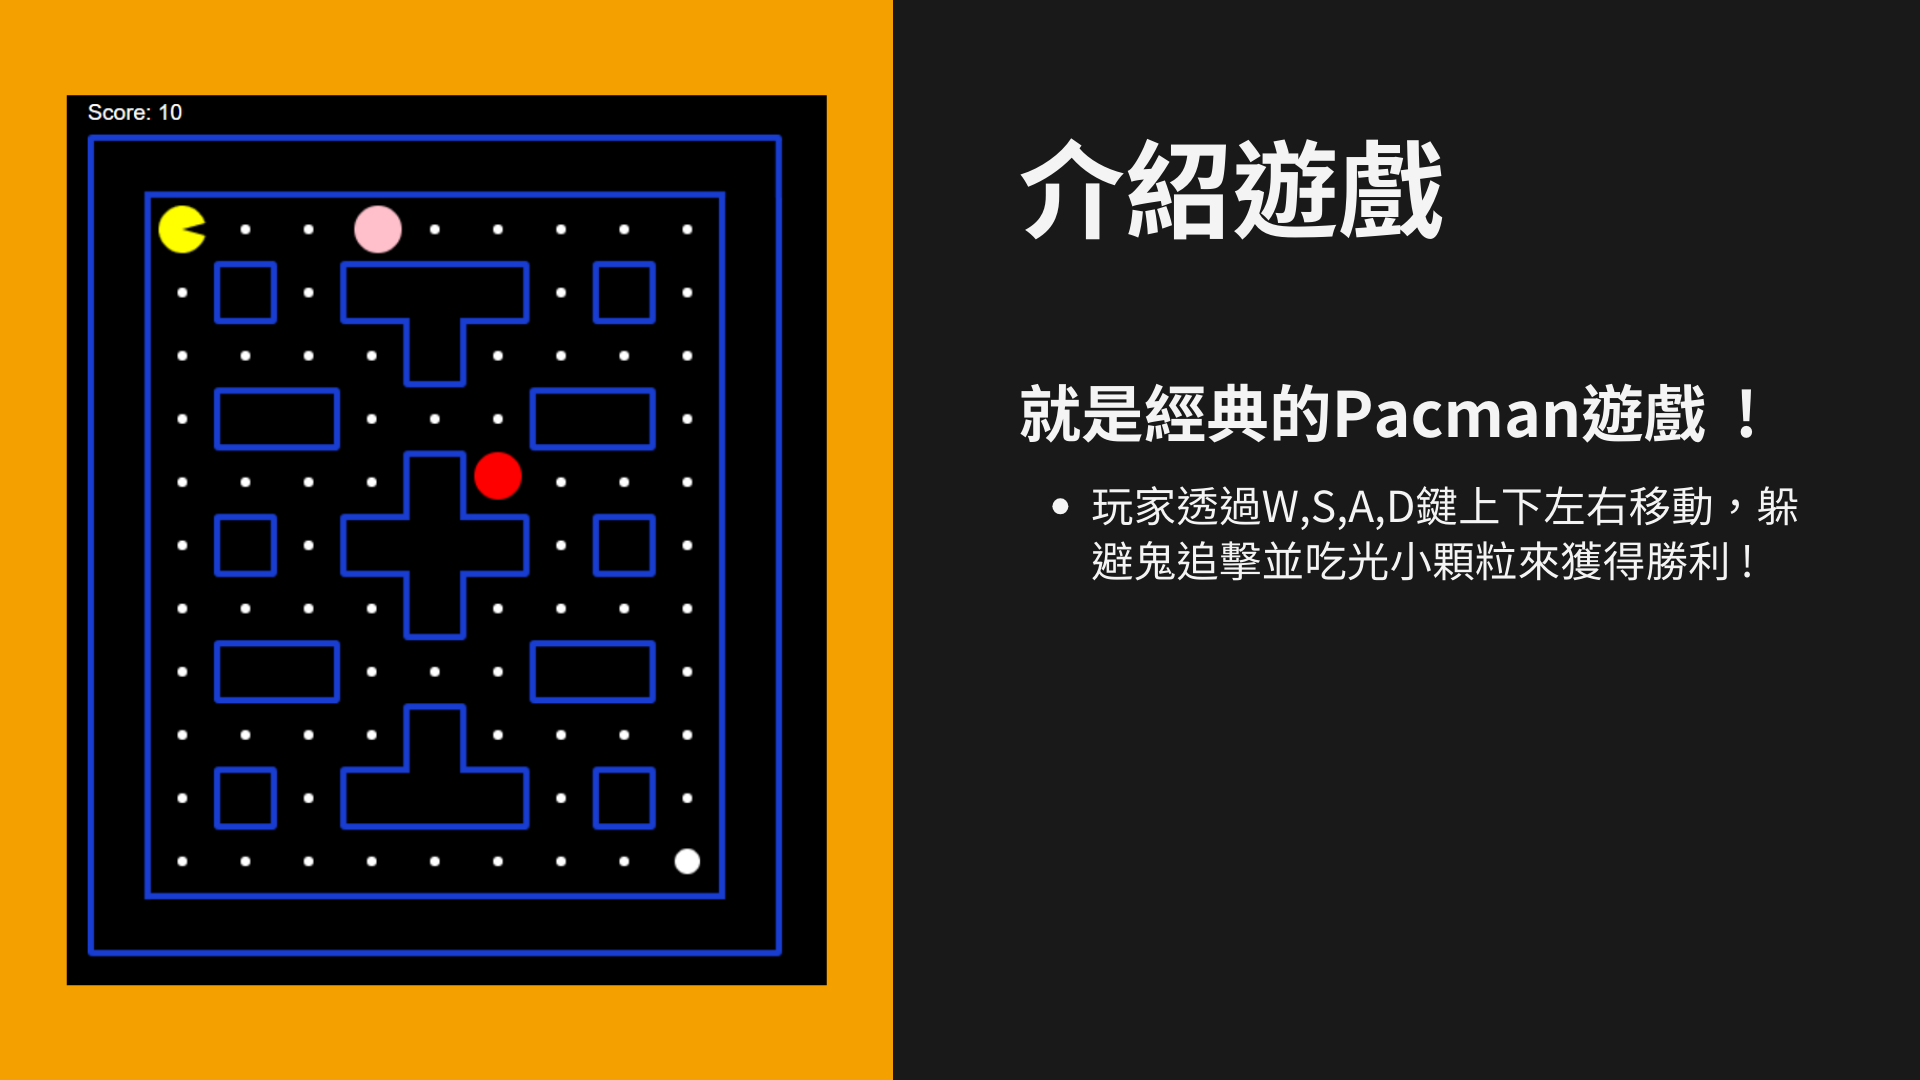 Score: 10
介紹遊戲
就是經典的Pacman遊戲！
玩家透過W,S,A,D鍵上下左右移動，躲
避鬼追擊並吃光小顆粒來獲得勝利！